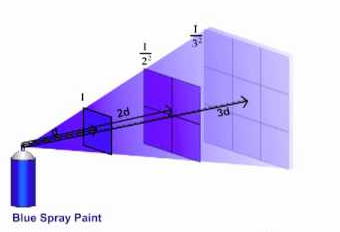 1
1
2²
1
3²
d
2d
3d
Blue Spray Paint